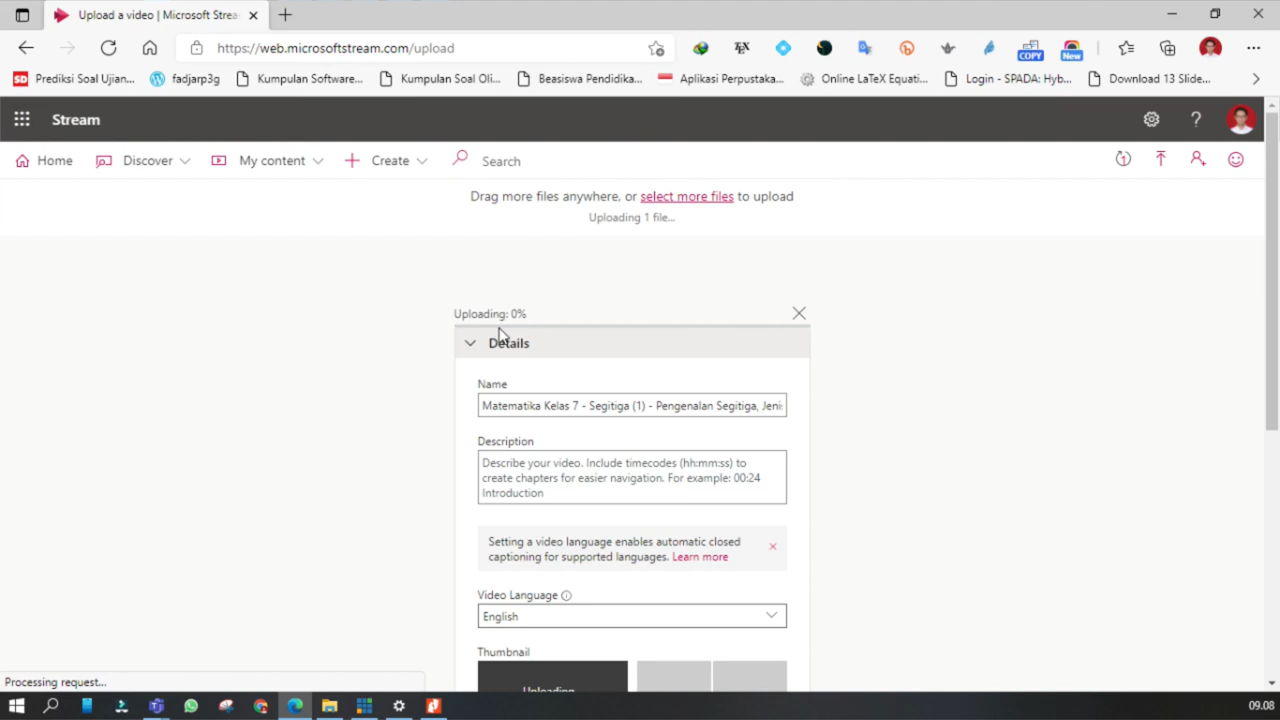 Upload a video | Microsoft Strea
https://web.microsoftstream.com/upload
COPY
New
SD Prediksi Soal Ujian...
fadjarp3g
Kumpulan Software...
Kumpulan Soal Oli...
Beasiswa Pendidika...
Aplikasi Perpustaka...
Online LaTeX Equati...
Login - SPADA: Hyb...
Download 13 Slide...
Stream
Home
Discover
My content
Create
Search
Drag more files anywhere, or select more files to upload
Uploading 1 file...
Uploading: 0%
Details
Name
Matematika Kelas 7 - Segitiga (1) - Pengenalan Segitiga, Jeni
Description
Describe your video. Include timecodes (hh:mm:ss) to
create chapters for easier navigation. For example: 00:24
Introduction
Setting a video language enables automatic closed
captioning for supported languages. Learn more
Video Language
English
Thumbnail
Uploading
Processing request...
09.08